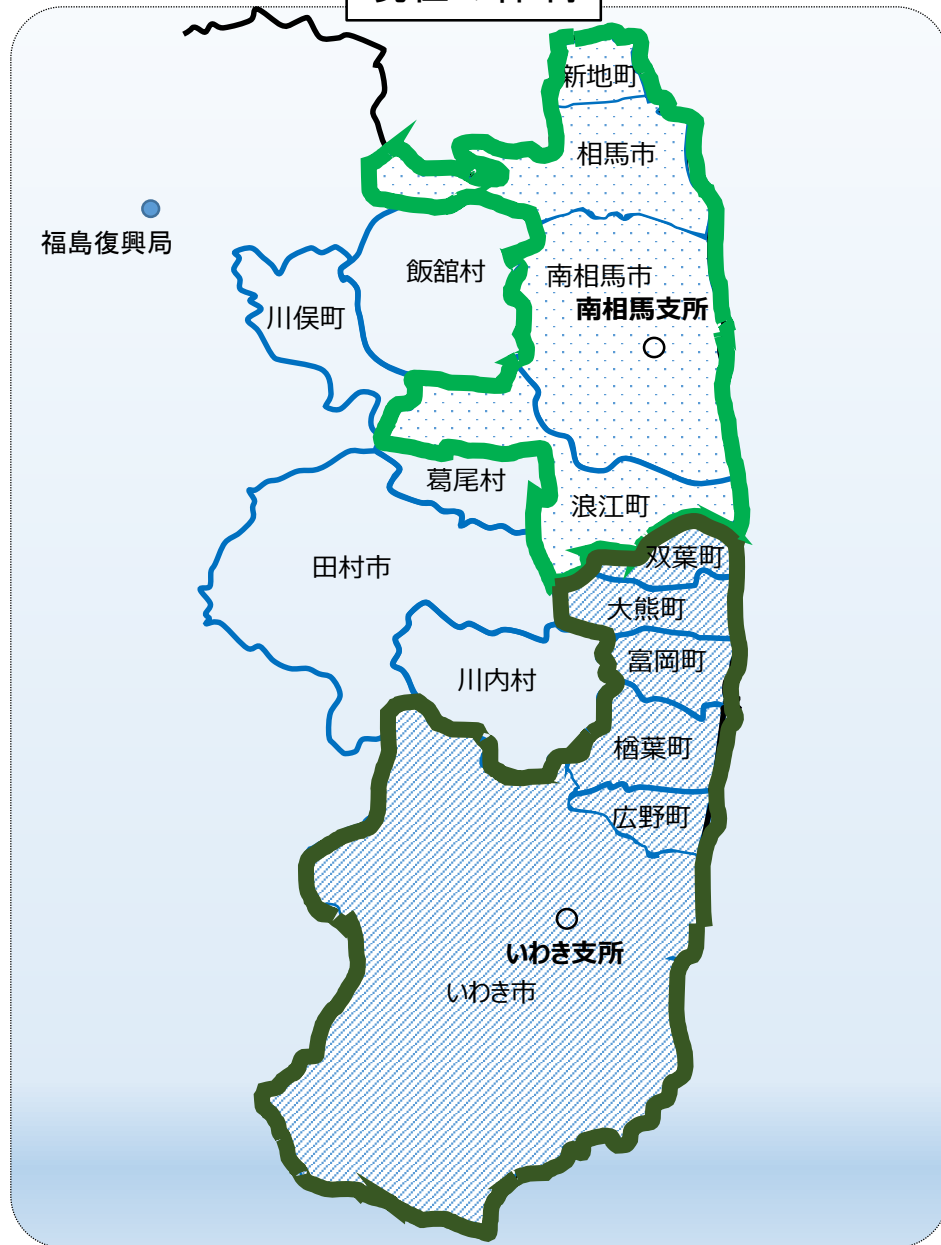 新地町
相馬市
福島復興局
飯舘村
南相馬市
南相馬支所
川俣町
葛尾村
浪江町
双葉町
田村市
大熊町
富岡町
川内村
楢葉町
広野町
いわき支所
いわき市